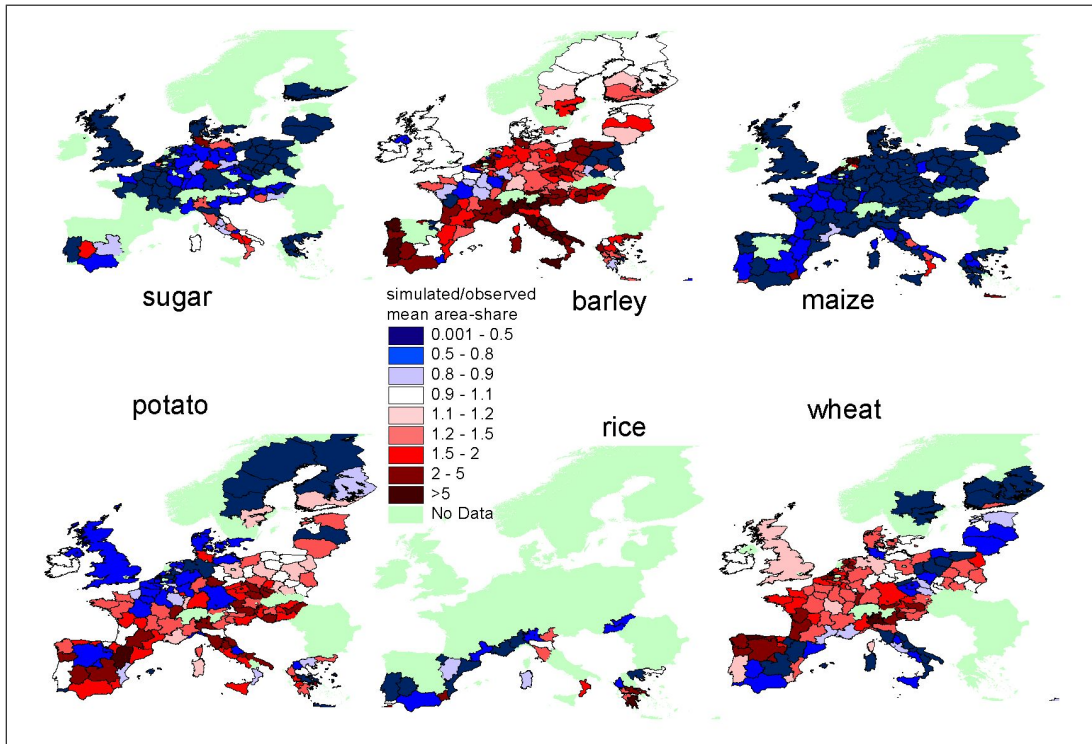 sugar
barley
maize
simulated/observed
mean area-share
0.001 - 0.5
0.5 - 0.8
0.8 - 0.9
0.9 - 1.1
1.1 - 1.2
1.2 - 1.5
1.5 - 2
2 - 5
>5
No Data
potato
rice
wheat